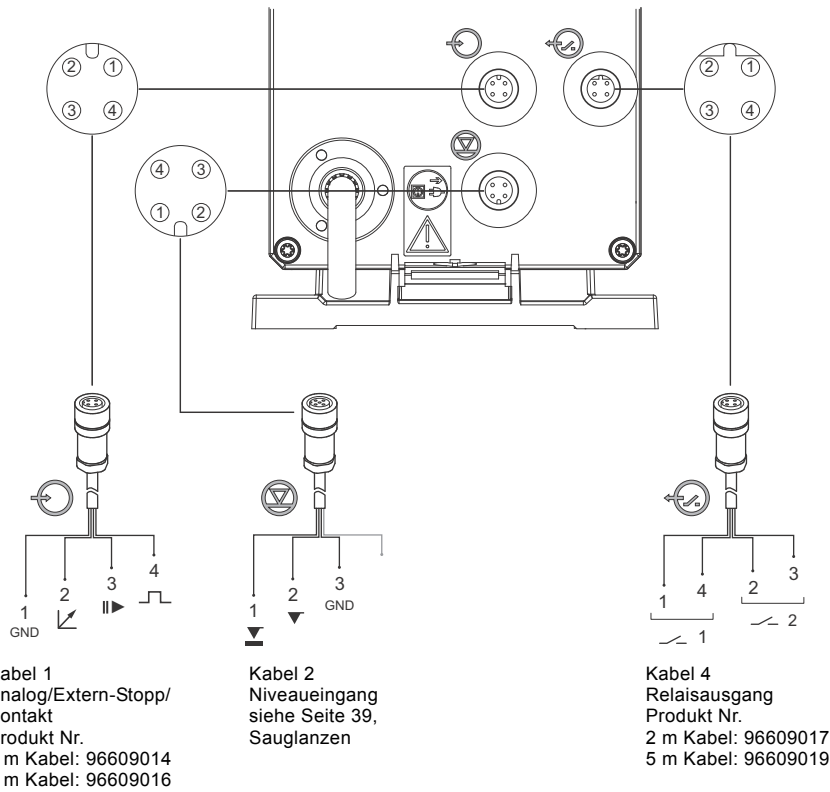 2 1
3 4
4 3
1 2
2 1
3 4
1
GND
2
3
4
1
2
3
GND
1
4
2
3
1
2
abel 1
nalog/Extern-Stopp/
ontakt
rodukt Nr.
m Kabel: 96609014
m Kabel: 96609016
Kabel 2
Niveaueingang
siehe Seite 39,
Sauglanzen
Kabel 4
Relaisausgang
Produkt Nr.
2 m Kabel: 96609017
5 m Kabel: 96609019